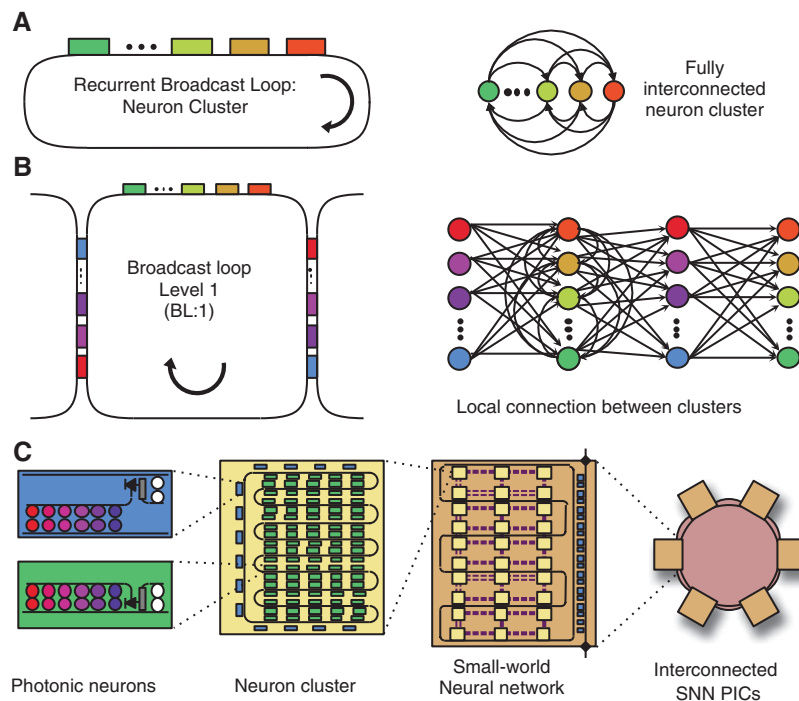 A
Recurrent Broadcast Loop:
Neuron Cluster
Fully
interconnected
neuron cluster
B
Broadcast loop
Level 1
(BL:1)
Local connection between clusters
C
Photonic neurons
Neuron cluster
Small-world
Neural network
Interconnected
SNN PICs